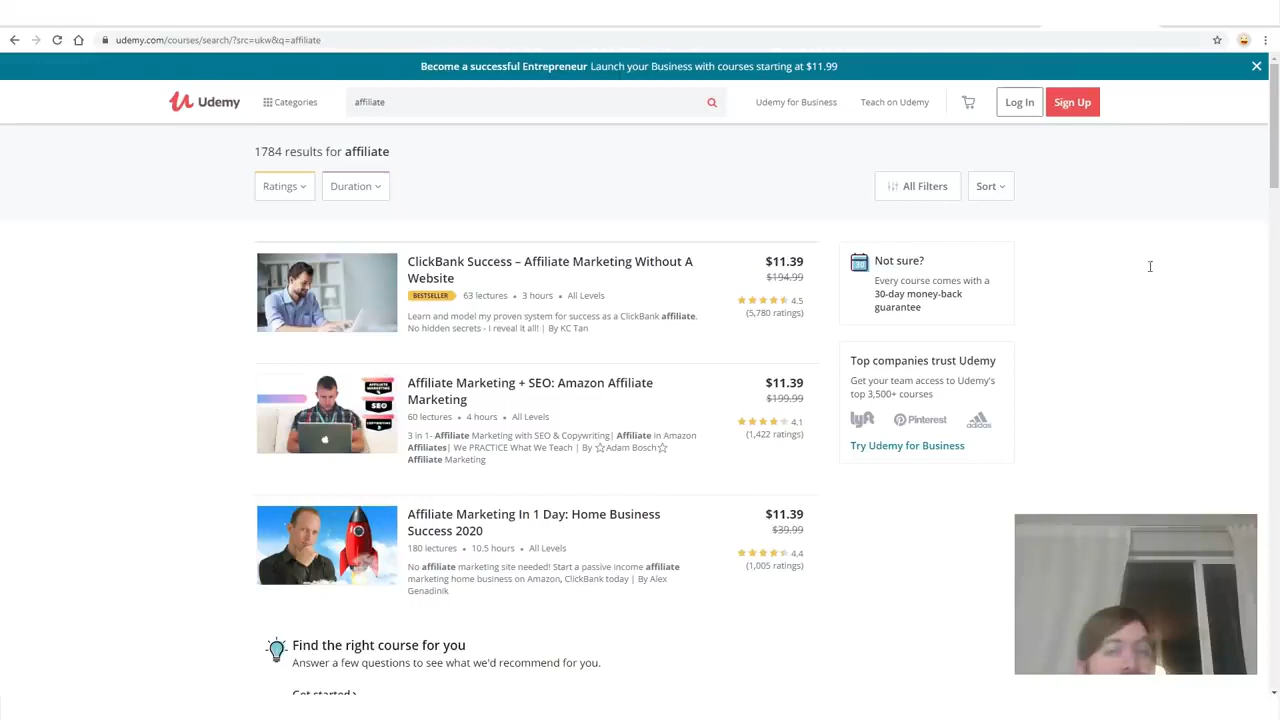 udemy.com/courses/search/?src=ukw&q=affiliate
Become a successful Entrepreneur Launch your Business with courses starting at $11.99
Udemy
Categories
affiliate
Udemy for Business
Teach on Udemy
Log In
Sign Up
1784 results for affiliate
Ratings
Duration
All Filters
Sort
ClickBank Success – Affiliate Marketing Without A
Website
BESTSELLER 63 lectures • 3 hours • All Levels
Learn and model my proven system for success as a ClickBank affiliate.
No hidden secrets - I reveal it all! | By KC Tan
$11.39
$194.99
4.5
(5,780 ratings)
AFFILIATE MARKETING
SEO
COPYWRITING
Affiliate Marketing + SEO: Amazon Affiliate
Marketing
60 lectures • 4 hours • All Levels
3 in 1- Affiliate Marketing with SEO & Copywriting| Affiliate in Amazon
Affiliates| We PRACTICE What We Teach | By ☆Adam Bosch☆
Affiliate Marketing
$11.39
$199.99
4.1
(1,422 ratings)
Affiliate Marketing In 1 Day: Home Business
Success 2020
180 lectures • 10.5 hours • All Levels
No affiliate marketing site needed! Start a passive income affiliate
marketing home business on Amazon, ClickBank today | By Alex
Genadinik
$11.39
$39.99
4.4
(1,005 ratings)
30
Not sure?
Every course comes with a
30-day money-back
guarantee
Top companies trust Udemy
Get your team access to Udemy's
top 3,500+ courses
lyft
Pinterest
adidas
Try Udemy for Business
Find the right course for you
Answer a few questions to see what we'd recommend for you.
Get started